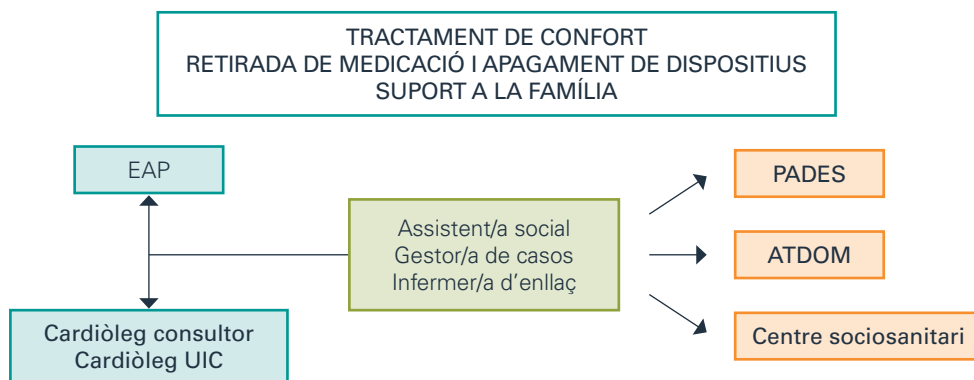 TRACTAMENT DE CONFORT
RETIRADA DE MEDICACIÓ I APAGAMENT DE DISPOSITIUS
SUPORT A LA FAMÍLIA
EAP
Cardiòleg consultor
Cardiòleg UIC
Assistent/a social
Gestor/a de casos
Infermer/a d'enllaç
PADES
ATDOM
Centre sociosanitari